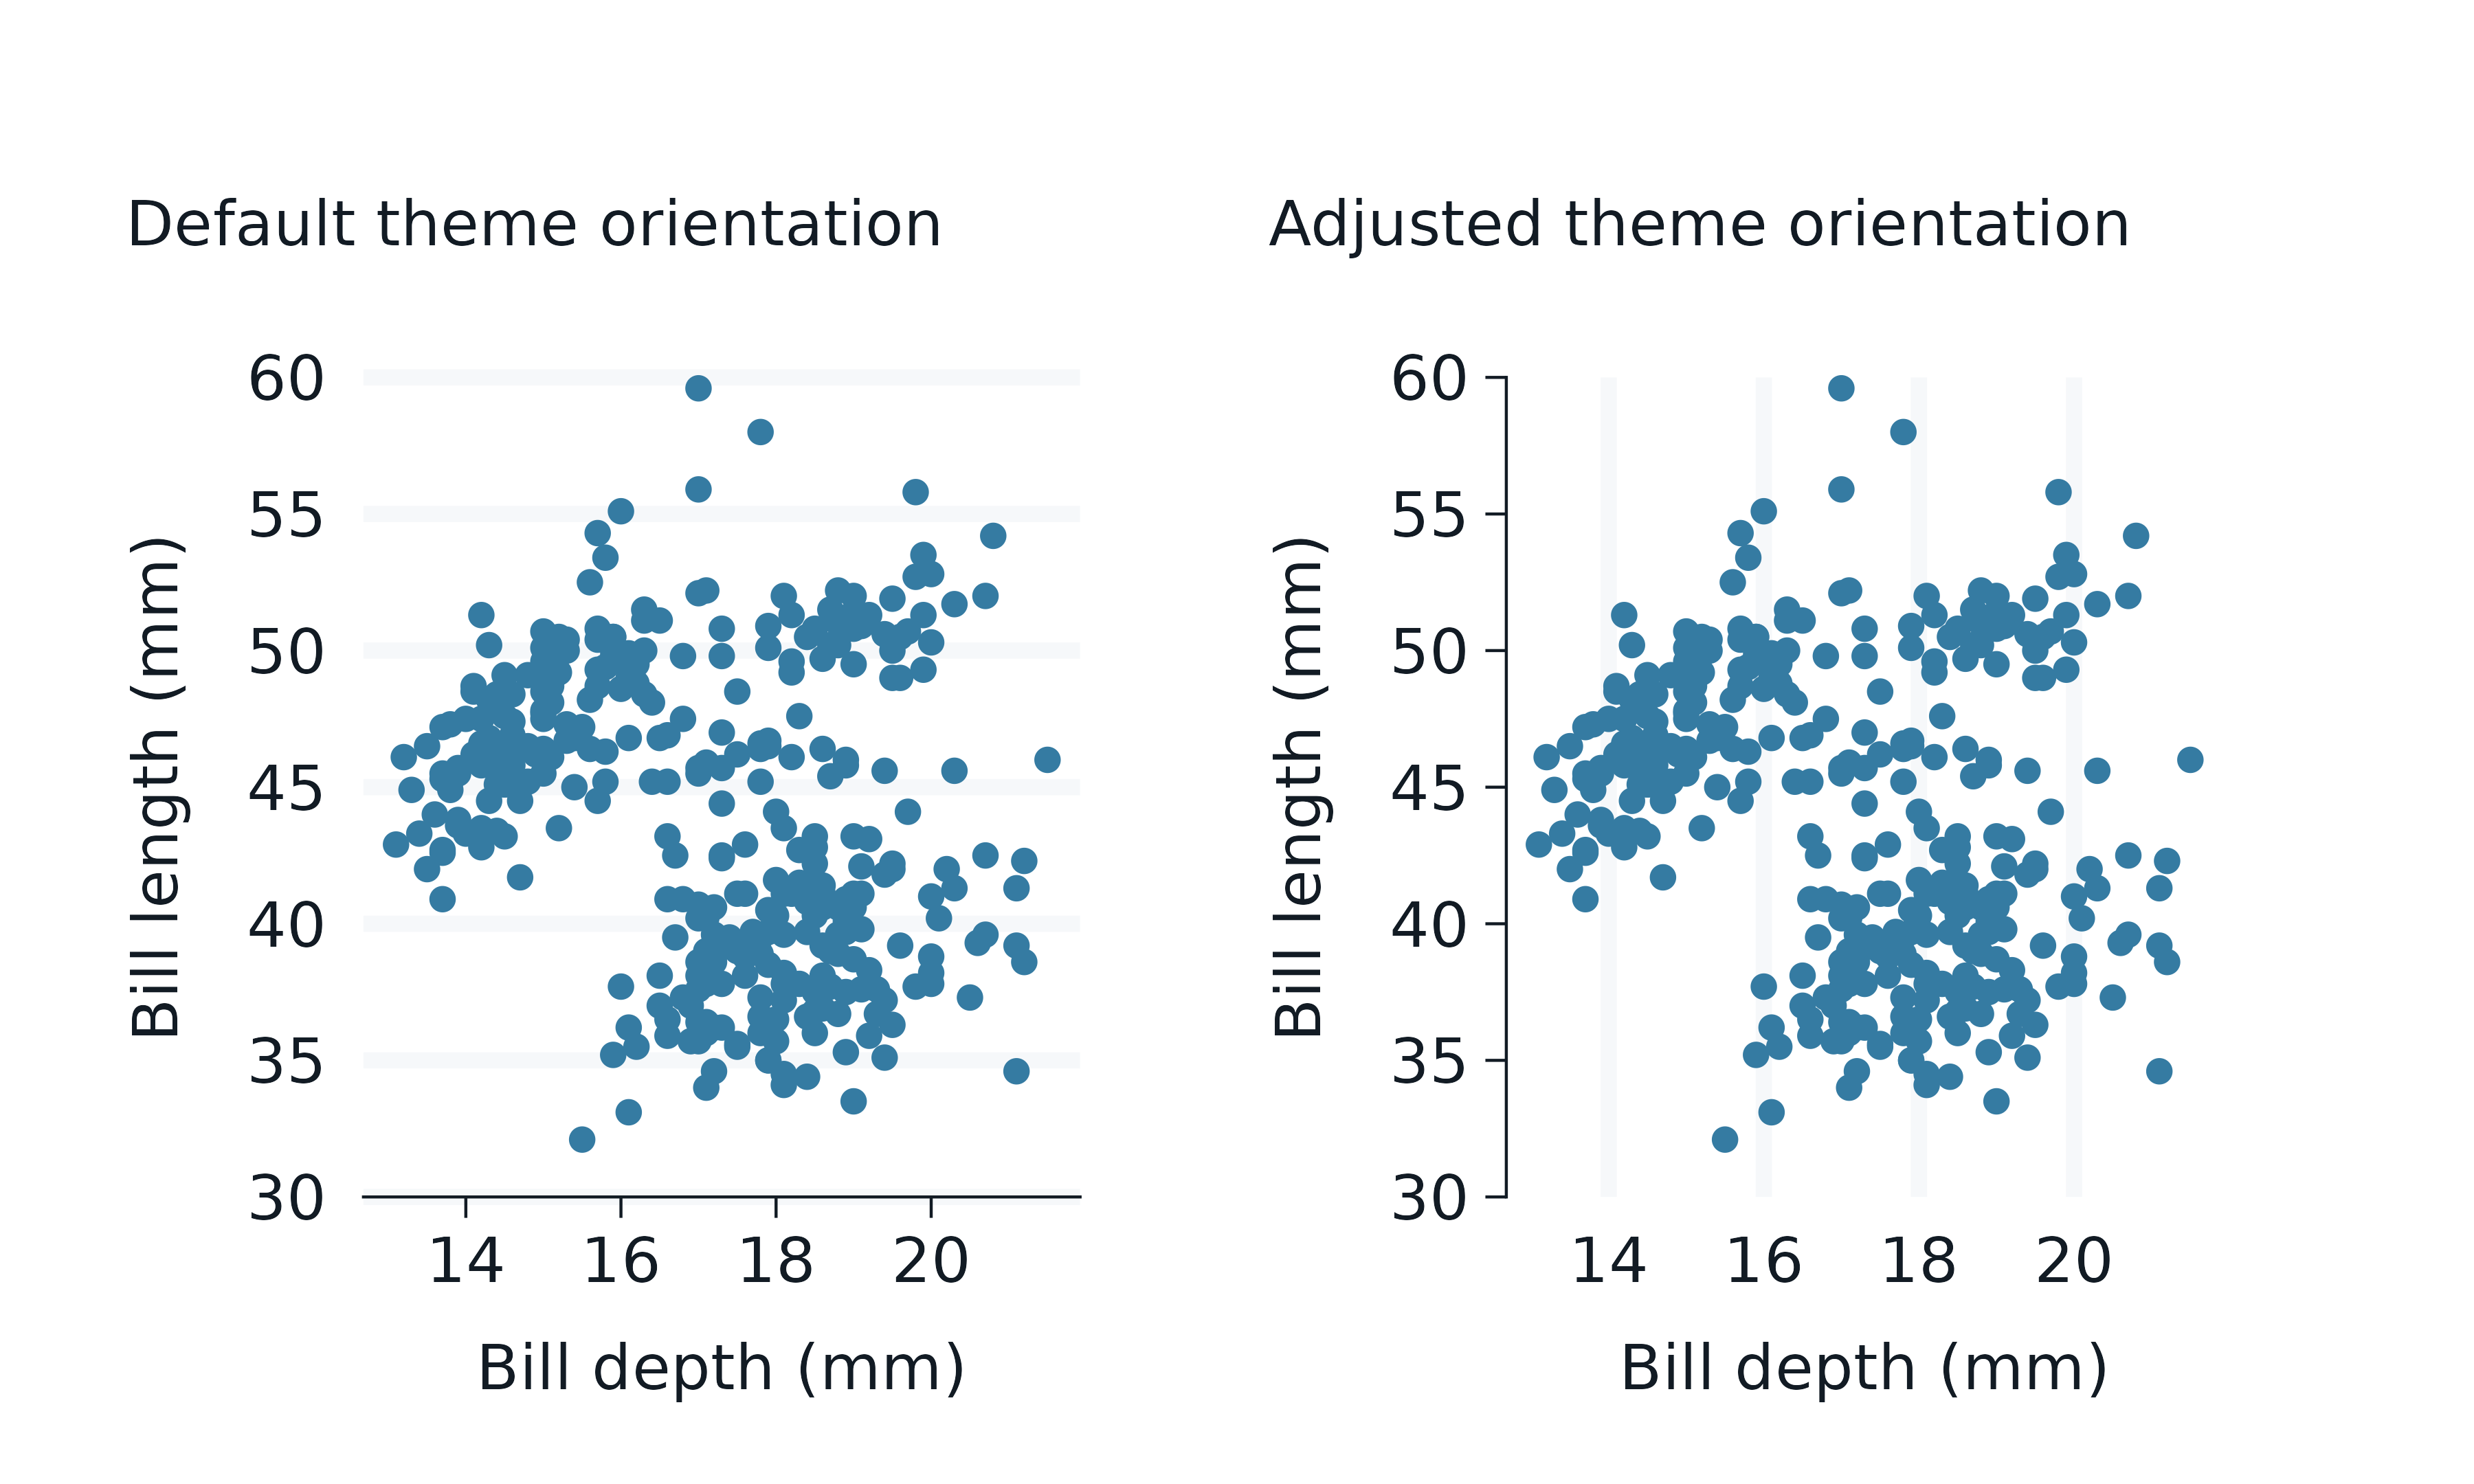 Default theme orientation
60
55
50
45
40
35
30
Bill length (mm)
14 16 18 20
Bill depth (mm)
Adjusted theme orientation
60
55
50
45
40
35
30
Bill length (mm)
14 16 18 20
Bill depth (mm)